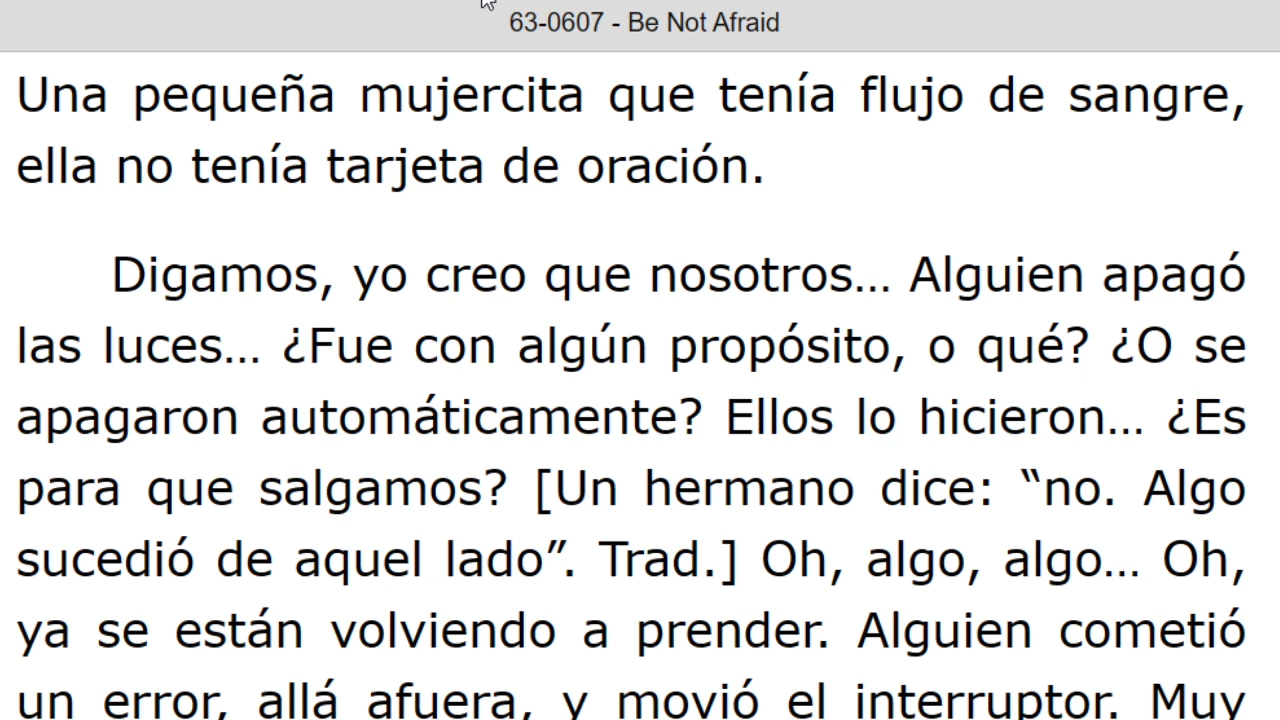 63-0607 - Be Not Afraid
Una pequeña mujercita que tenía flujo de sangre,
ella no tenía tarjeta de oración.
Digamos, yo creo que nosotros... Alguien apagó
las luces... ¿Fue con algún propósito, o qué? ¿O se
apagaron automáticamente? Ellos lo hicieron... ¿Es
para que salgamos? [Un hermano dice: “no. Algo
sucedió de aquel lado”. Trad.] Oh, algo, algo... Oh,
ya se están volviendo a prender. Alguien cometió
un error, allá afuera, y movió el interruptor. Muy